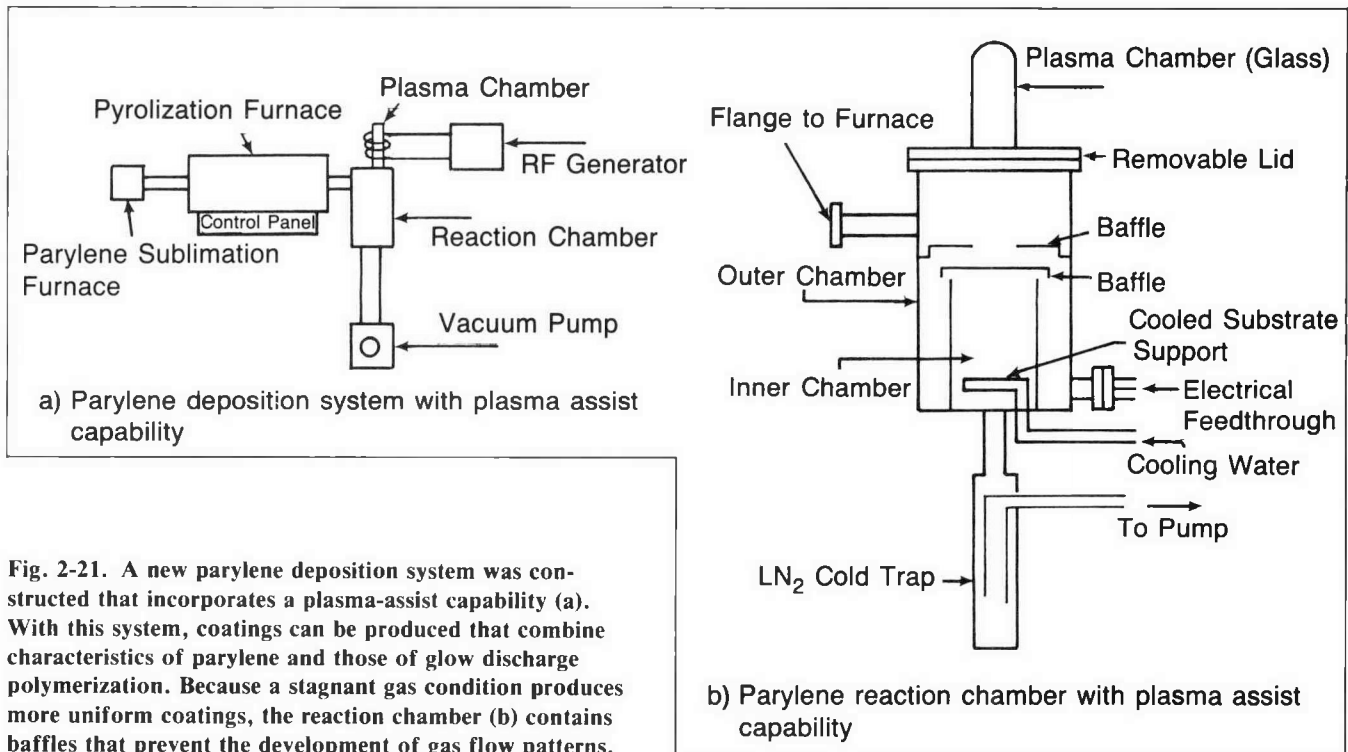 Plasma Chamber
Pyrolization Furnace
RF Generator
Control Panel
Reaction Chamber
Parylene Sublimation
Furnace
Vacuum Pump
a) Parylene deposition system with plasma assist
capability
Plasma Chamber (Glass)
Flange to Furnace
Removable Lid
Baffle
Outer Chamber
Baffle
Cooled Substrate
Support
Inner Chamber
Electrical
Feedthrough
Cooling Water
To Pump
LN₂ Cold Trap
b) Parylene reaction chamber with plasma assist
capability
Fig. 2-21. A new parylene deposition system was con-
structed that incorporates a plasma-assist capability (a).
With this system, coatings can be produced that combine
characteristics of parylene and those of glow discharge
polymerization. Because a stagnant gas condition produces
more uniform coatings, the reaction chamber (b) contains
baffles that prevent the development of gas flow patterns.